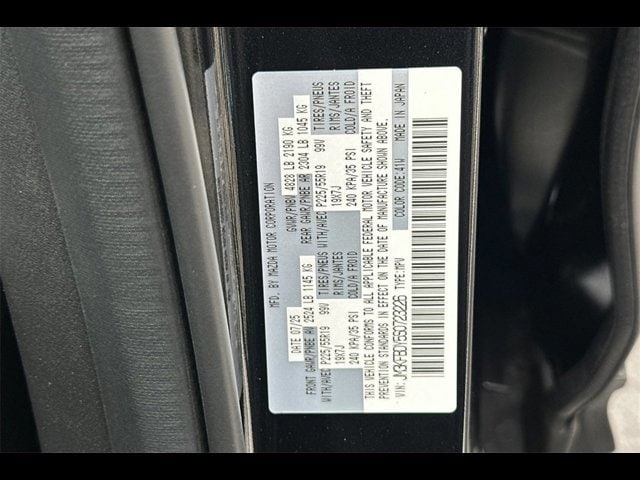 MFD. BY MAZDA MOTOR CORPORATION
DATE 07/25 GVWR/PNBV 4828 LB 2190 KG
FRONT GAWR/PNBE AV 2524 LB 1145 KG REAR GAWR/PNBE AR 2304 LB 1045 KG
WITH/AVEC P225/55R19 99V TIRES/PNEUS WITH/AVEC P225/55R19 99V TIRES/PNEUS
19X7J RIMS/JANTES 19X7J RIMS/JANTES
240 KPA/35 PSI COLD/A FROID 240 KPA/35 PSI COLD/A FROID
THIS VEHICLE CONFORMS TO ALL APPLICABLE FEDERAL MOTOR VEHICLE SAFETY AND THEFT
PREVENTION STANDARDS IN EFFECT ON THE DATE OF MANUFACTURE SHOWN ABOVE.
TYPE:MPV COLOR CODE:41W MADE IN JAPAN
VIN: